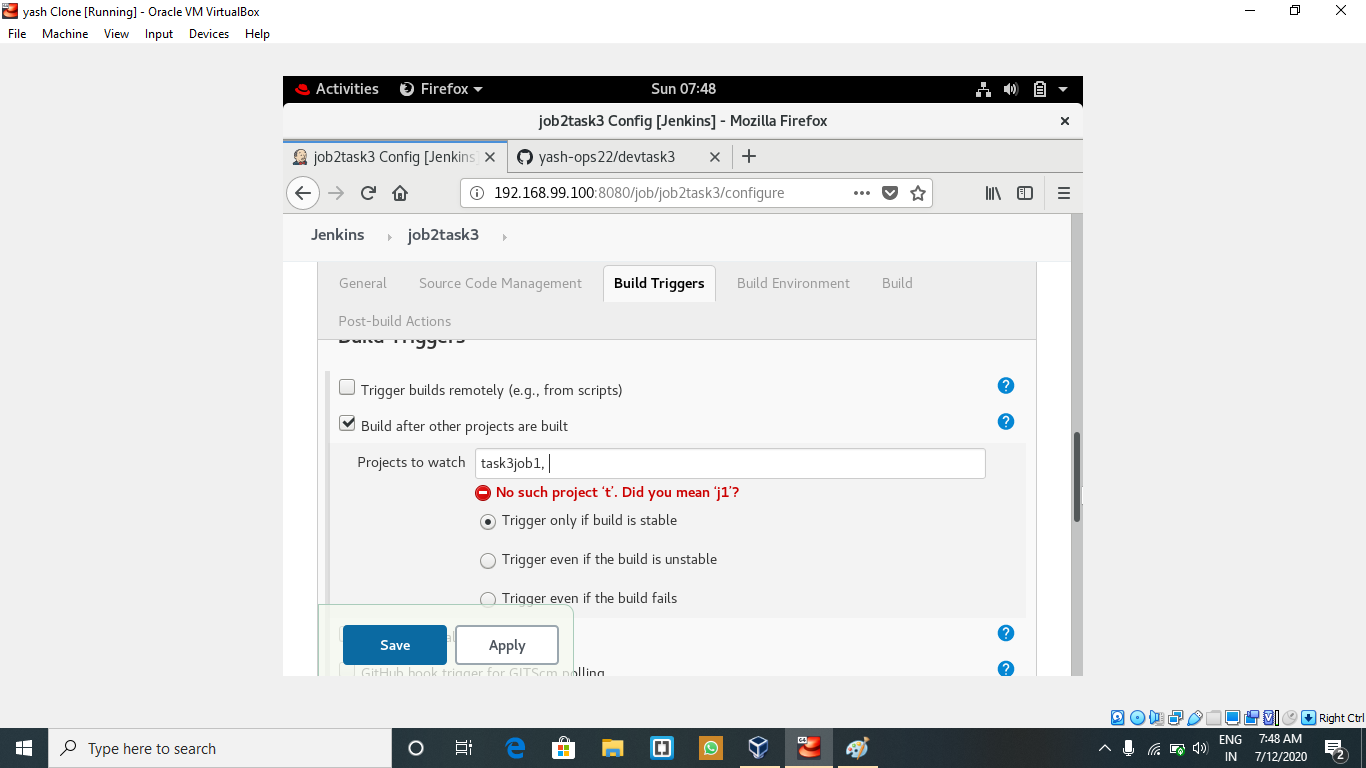 yash Clone [Running] - Oracle VM VirtualBox
File Machine View Input Devices Help
Activities Firefox Sun 07:48
job2task3 Config [Jenkins] - Mozilla Firefox
job2task3 Config [Jenkins] yash-ops22/devtask3
192.168.99.100:8080/job/job2task3/configure
Jenkins job2task3
General Source Code Management Build Triggers Build Environment Build
Post-build Actions
Build Triggers
Trigger builds remotely (e.g., from scripts)
Build after other projects are built
Projects to watch task3job1,
No such project ‘t’. Did you mean ‘j1’?
Trigger only if build is stable
Trigger even if the build is unstable
Trigger even if the build fails
Save Apply
GitHub hook trigger for GITScm polling
Right Ctrl
Type here to search
ENG 7:48 AM
IN 7/12/2020 2